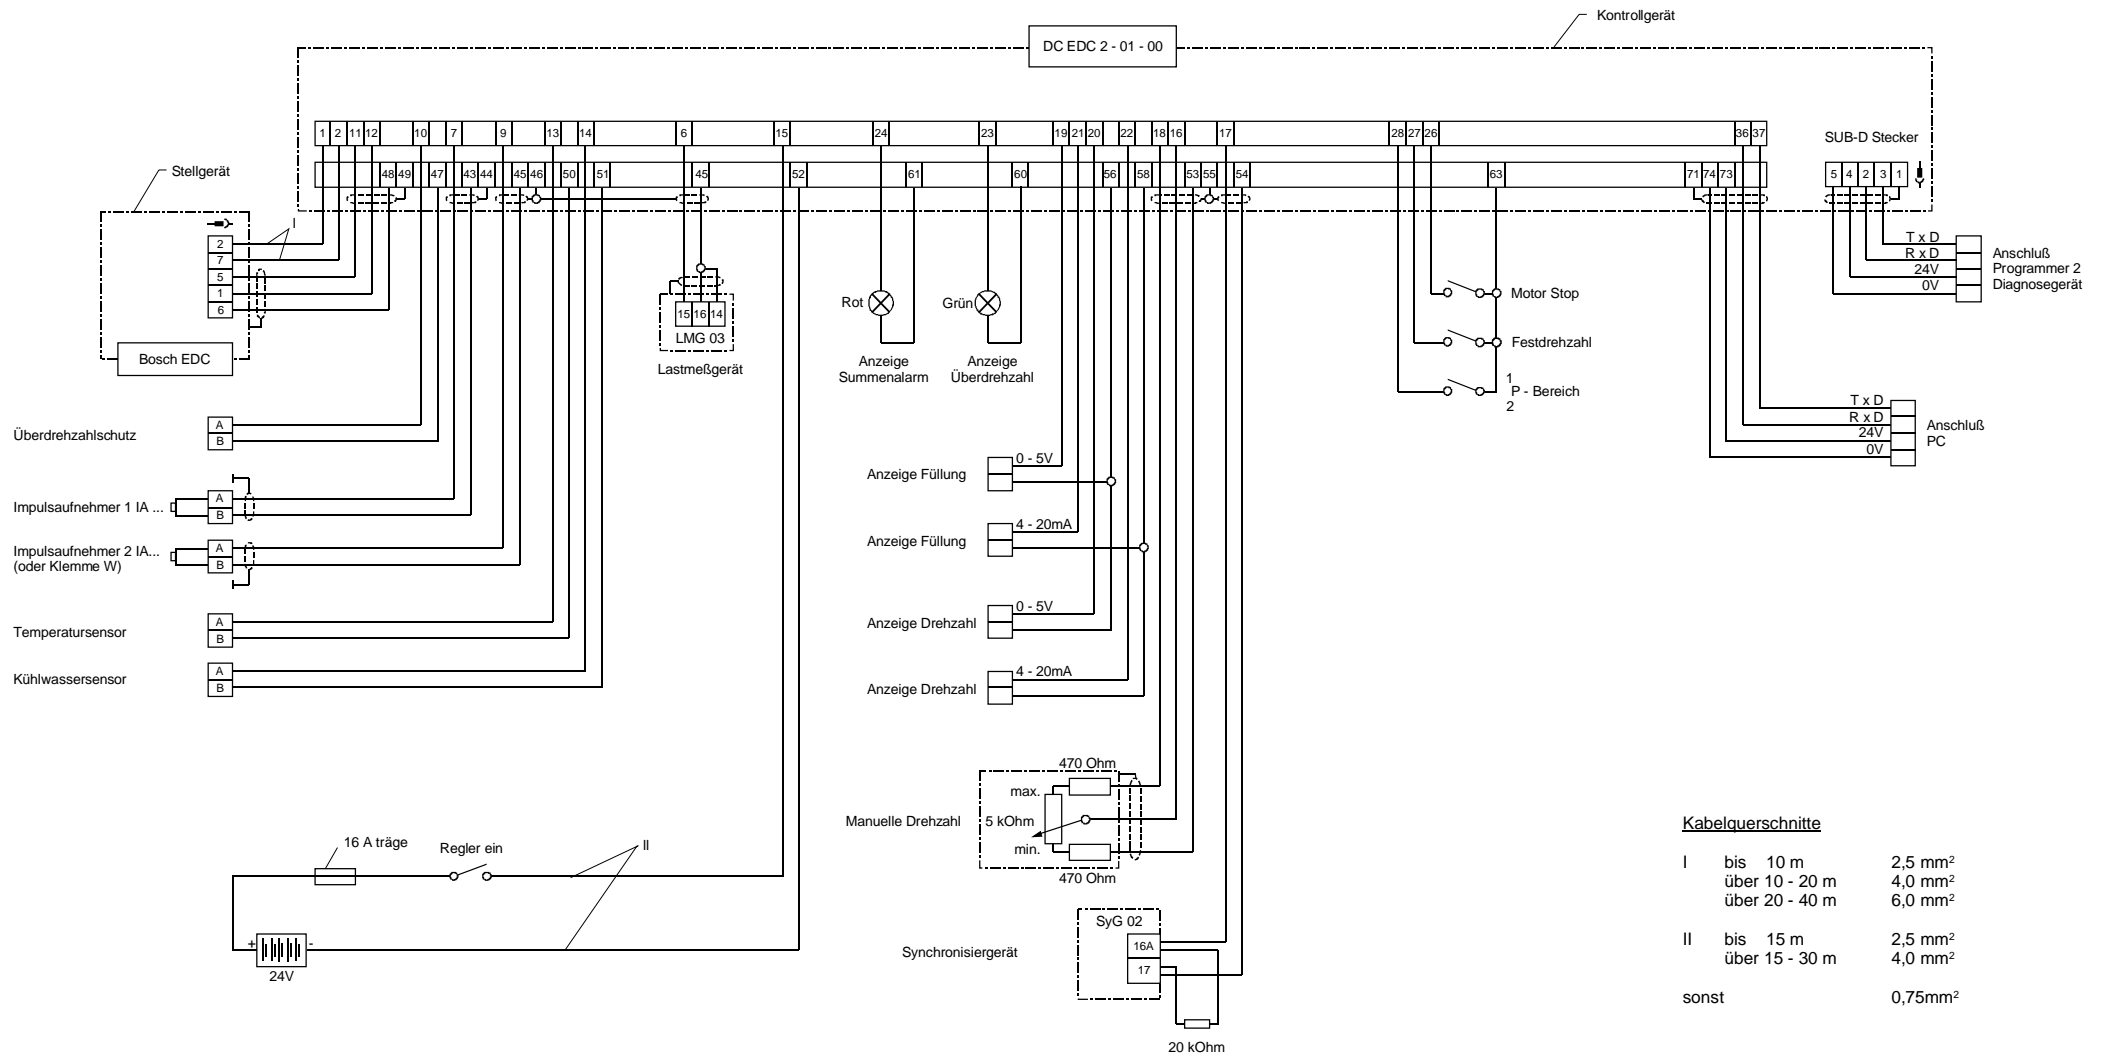 Kontrollgerät
DC EDC 2 - 01 - 00
1 2 11 12 10 7 9 13 14 6 15 24 23 19 21 20 22 18 16 17 28 27 26 36 37
SUB-D Stecker
48 49 47 43 44 45 46 50 51 45 52 61 60 56 58 53 55 54 63 71 74 73
5 4 2 3 1
Stellgerät
I
2
7
5
1
6
Bosch EDC
T x D
R x D
24V
0V
Anschluß
Programmer 2
Diagnosegerät
15 16 14
LMG 03
Lastmeßgerät
Rot
Anzeige
Summenalarm
Grün
Anzeige
Überdrehzahl
Motor Stop
Festdrehzahl
1
P - Bereich
2
T x D
R x D
24V
0V
Anschluß
PC
Überdrehzahlschutz
A
B
Impulsaufnehmer 1 IA ...
A
B
Impulsaufnehmer 2 IA...
(oder Klemme W)
A
B
Temperatursensor
A
B
Kühlwassersensor
A
B
Anzeige Füllung
0 - 5V
Anzeige Füllung
4 - 20mA
Anzeige Drehzahl
0 - 5V
Anzeige Drehzahl
4 - 20mA
470 Ohm
max.
Manuelle Drehzahl
5 kOhm
min.
470 Ohm
16 A träge
Regler ein
II
+
-
24V
SyG 02
16A
17
Synchronisiergerät
20 kOhm
Kabelquerschnitte
I bis 10 m 2,5 mm²
über 10 - 20 m 4,0 mm²
über 20 - 40 m 6,0 mm²
II bis 15 m 2,5 mm²
über 15 - 30 m 4,0 mm²
sonst 0,75mm²